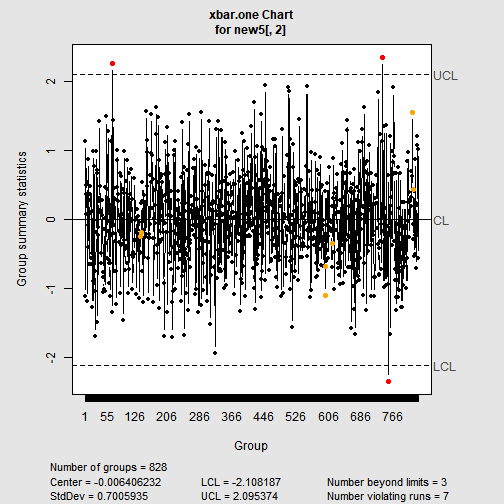 xbar.one Chart
for new5[, 2]
Group summary statistics
2
1
0
-1
-2
UCL
CL
LCL
1 55 126 206 286 366 446 526 606 686 766
Group
Number of groups = 828
Center = -0.006406232 LCL = -2.108187 Number beyond limits = 3
StdDev = 0.7005935 UCL = 2.095374 Number violating runs = 7